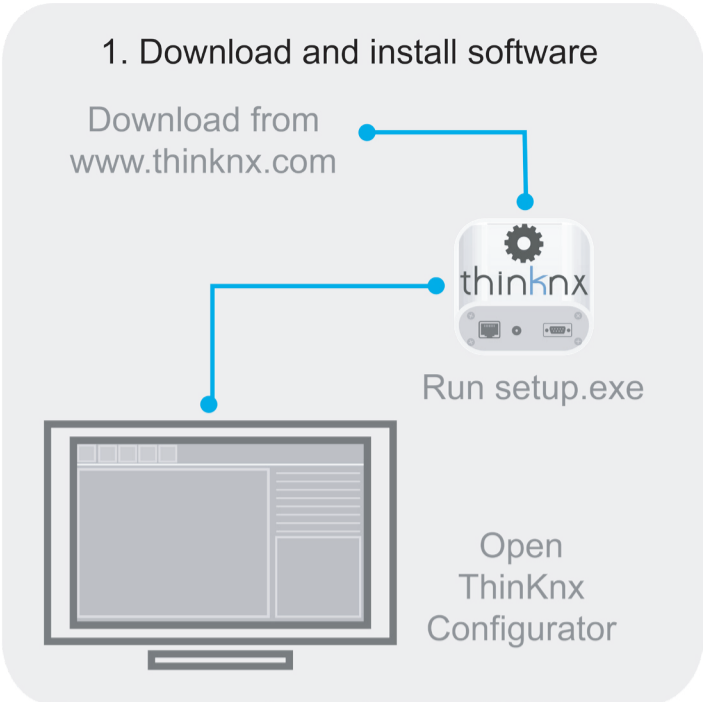 1. Download and install software
Download from
www.thinknx.com
thinknx
Run setup.exe
Open
ThinKnx
Configurator